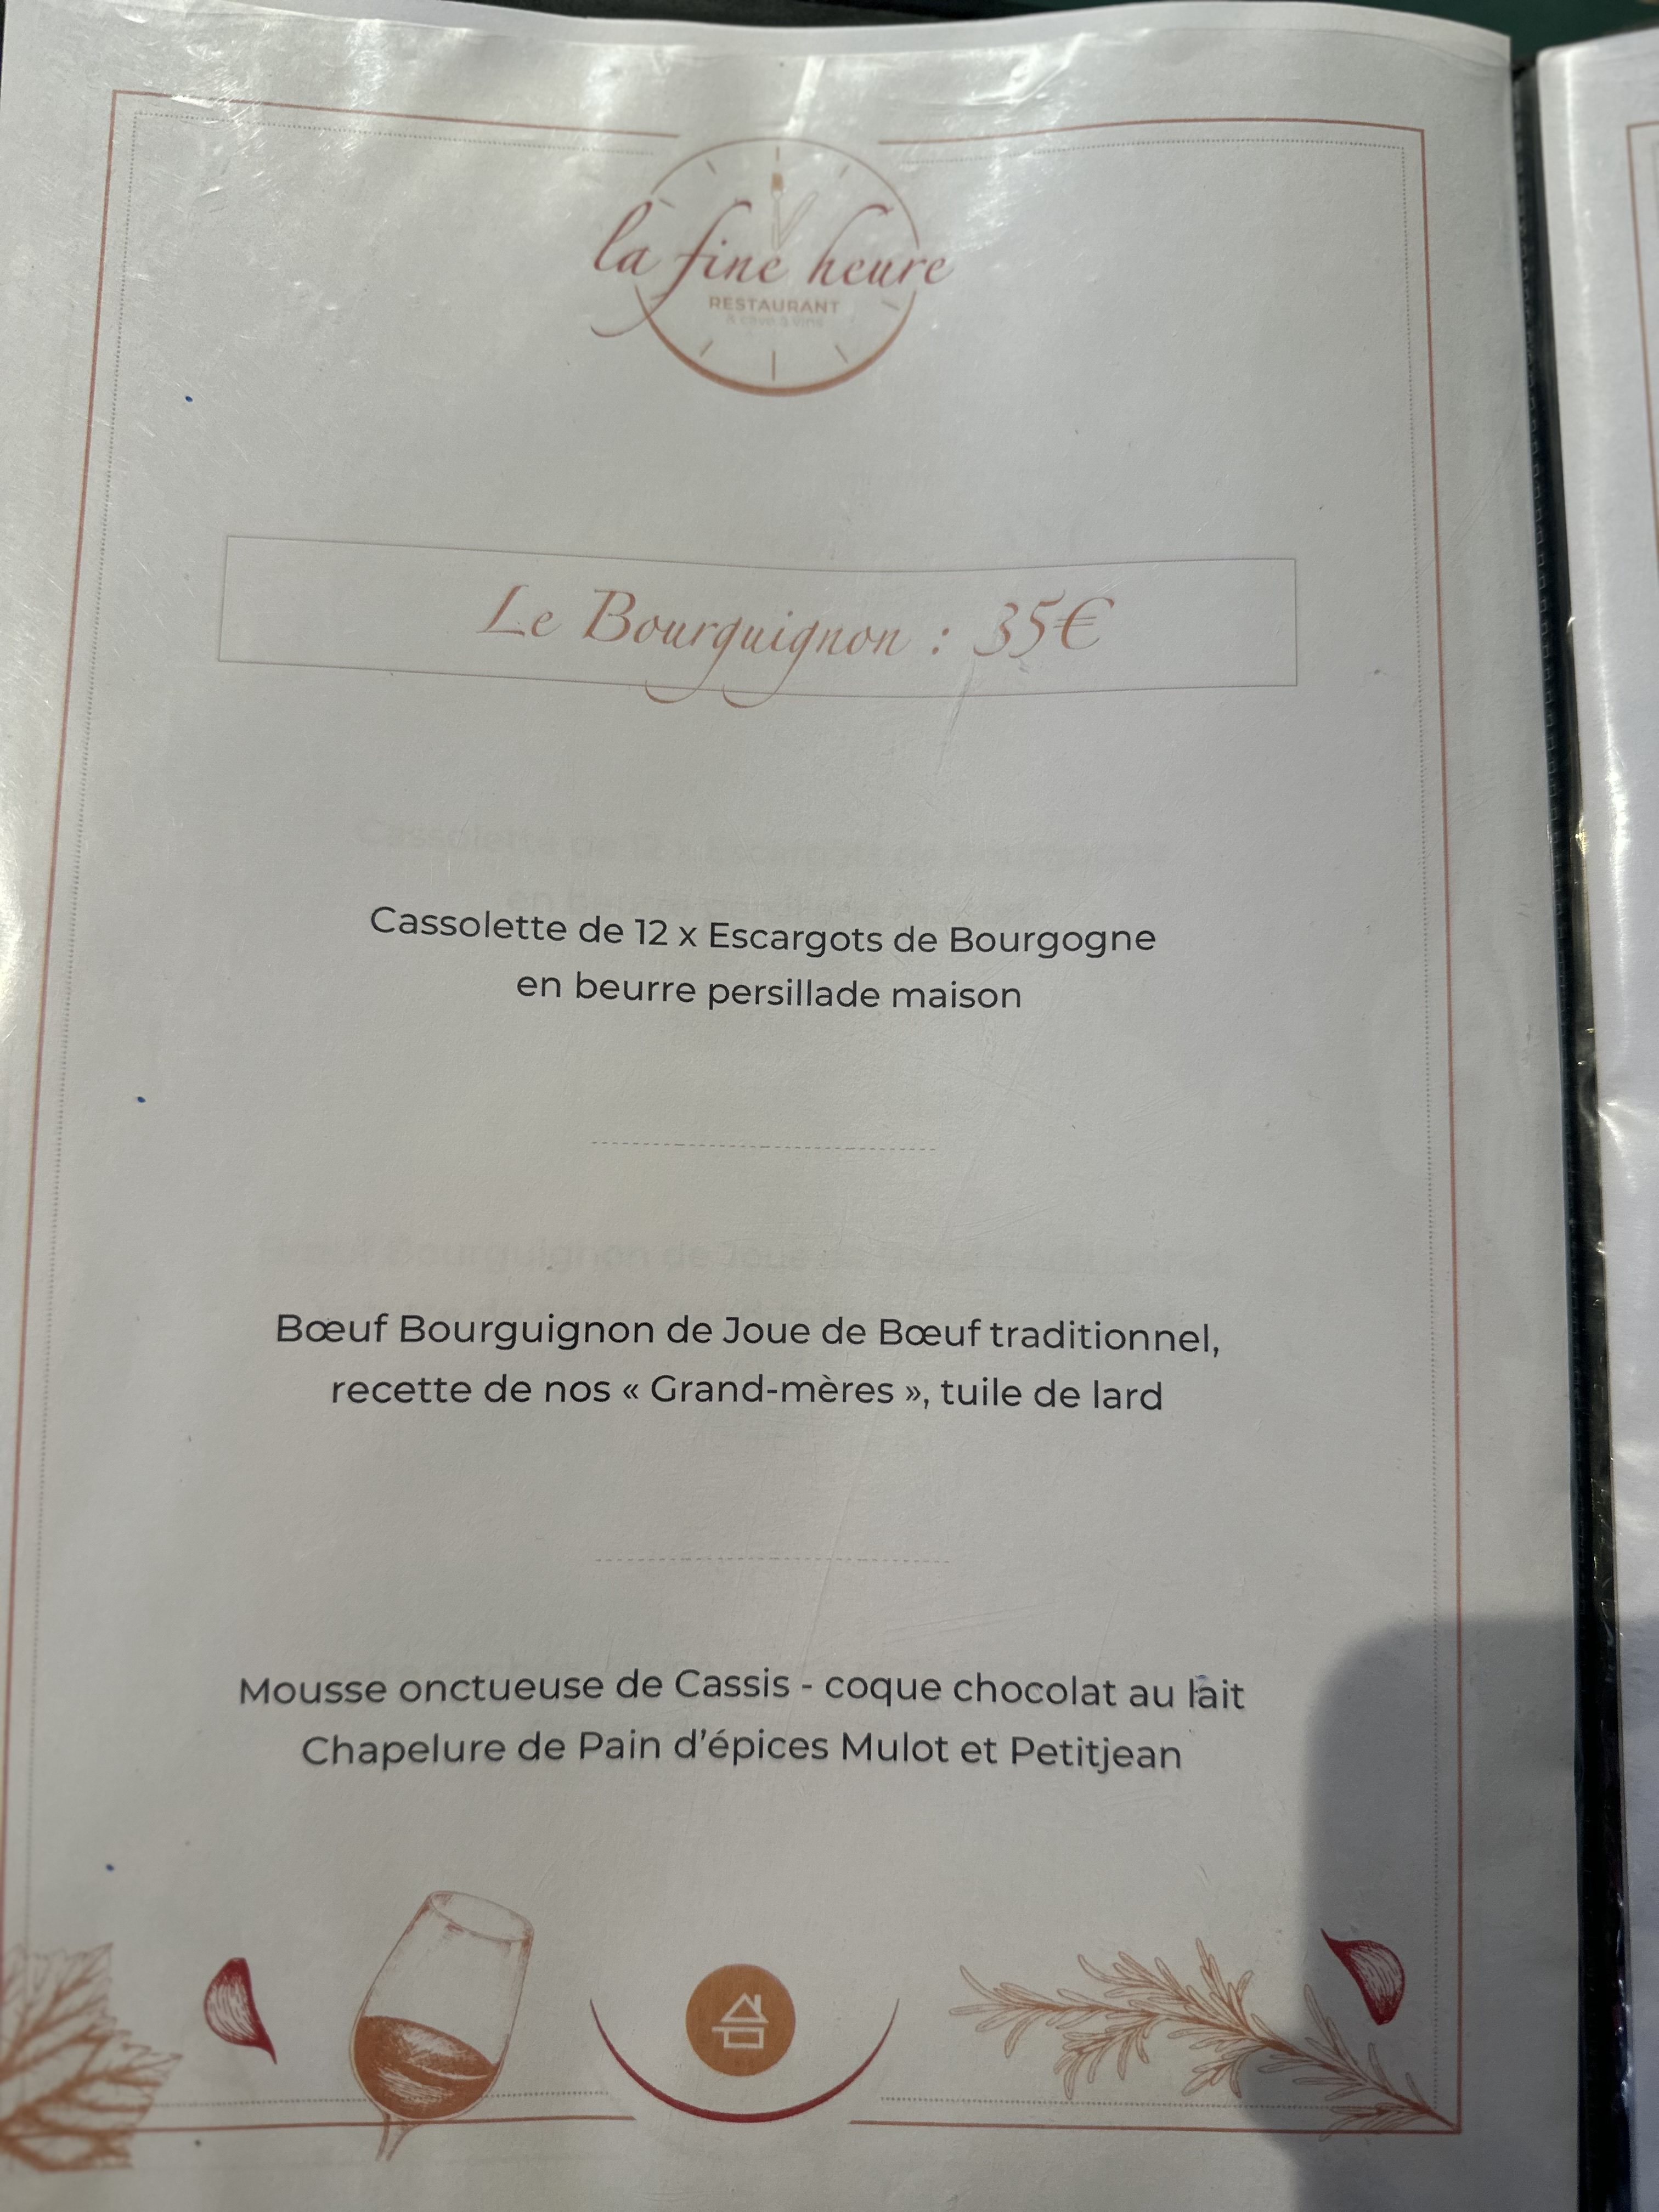 la fine heure
RESTAURANT
& cave à vins
Le Bourguignon : 35€
Cassolette de 12 x Escargots de Bourgogne
en beurre persillade maison
Bœuf Bourguignon de Joue de Bœuf traditionnel,
recette de nos « Grand-mères », tuile de lard
Mousse onctueuse de Cassis - coque chocolat au lait
Chapelure de Pain d'épices Mulot et Petitjean